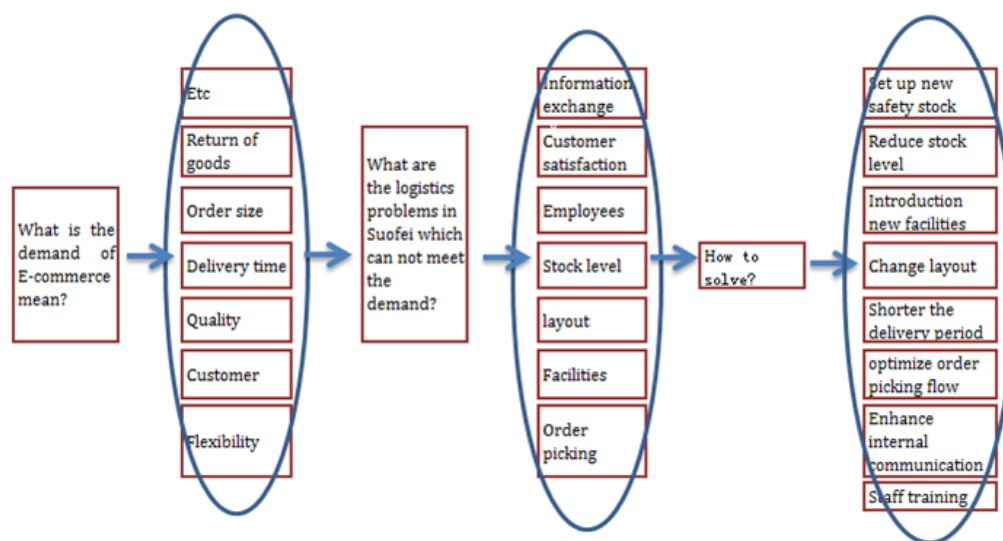 What is the
demand of
E-commerce
mean?
Etc
Return of
goods
Order size
Delivery time
Quality
Customer
Flexibility
What are
the logistics
problems in
Suofei which
can not meet
the
demand?
Information
exchange
Customer
satisfaction
Employees
Stock level
layout
Facilities
Order
picking
How to
solve?
Set up new
safety stock
Reduce stock
level
Introduction
new facilities
Change layout
Shorter the
delivery period
optimize order
picking flow
Enhance
internal
communication
Staff training